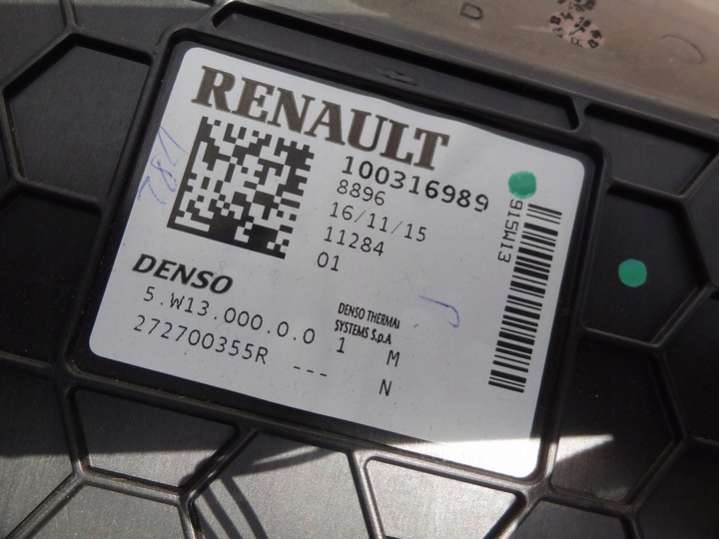 RENAULT
100316989
8896
16/11/15
11284
01
DENSO
5.W13.000.0.0
272700355R ---
DENSO THERMAL
SYSTEMS S.p.A
1 M
N
D